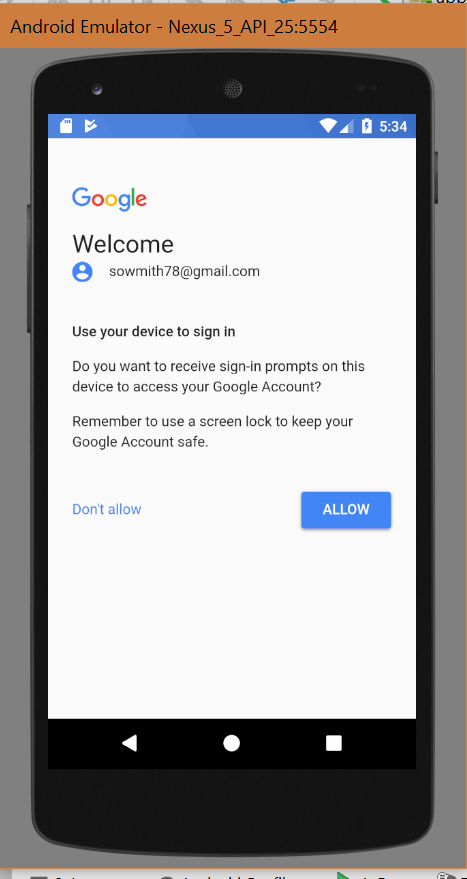 Android Emulator - Nexus_5_API_25:5554
5:34
Google
Welcome
sowmith78@gmail.com
Use your device to sign in
Do you want to receive sign-in prompts on this
device to access your Google Account?
Remember to use a screen lock to keep your
Google Account safe.
Don't allow
ALLOW